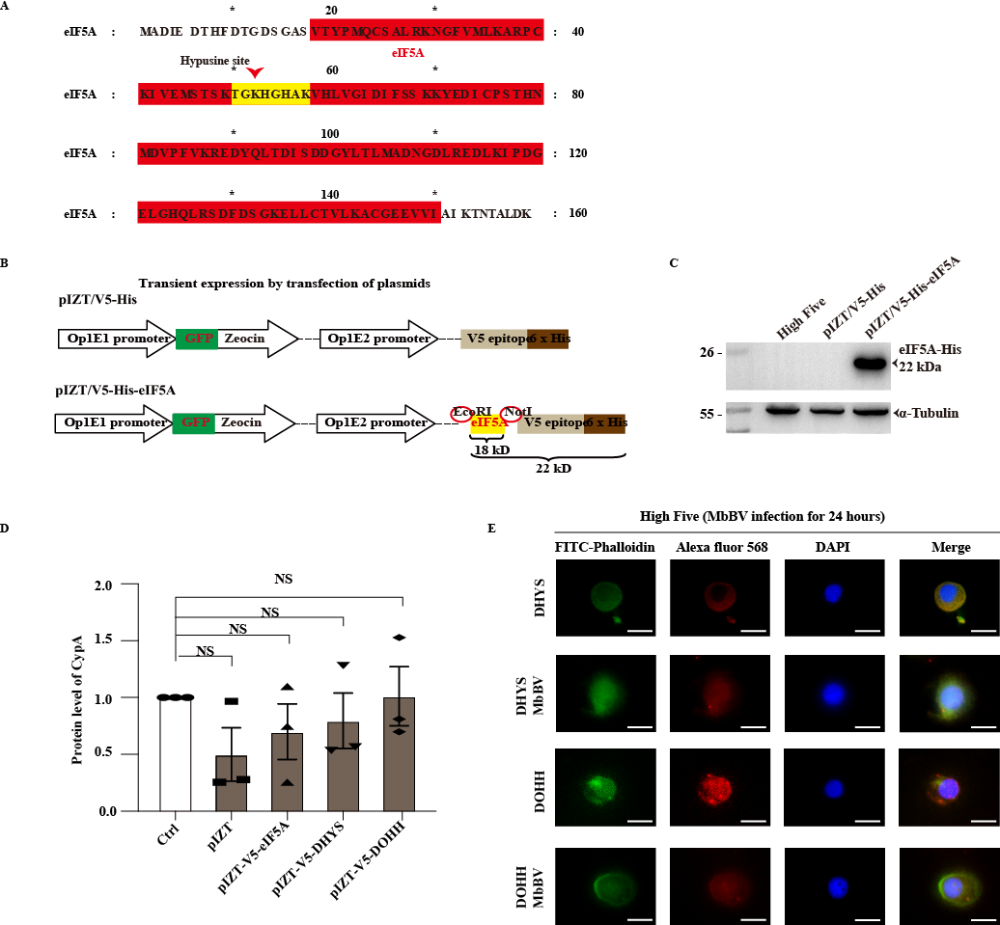 A
* 20 *
eIF5A : MADIE DTHFDTGDSGAS VTYPMQCSALRKNGFVMLKARPC : 40
eIF5A
Hypusine site
* 60 *
eIF5A : KIVEMSTSKTGKHGHAKVHLVGIDIFSS KKYEDICPSTHN : 80
* 100 *
eIF5A : MDVPFVKREDYQLTDIS DDGYLTLMADNGDLREDLKIPDG : 120
* 140 *
eIF5A : ELGHQLRSDFDSGKELLCTVLKACGEEVVIAI KTNTALDK : 160
B
Transient expression by transfection of plasmids
pIZT/V5-His
Op1E1 promoter GFP Zeocin Op1E2 promoter V5 epitope 6 x His
pIZT/V5-His-eIF5A
Op1E1 promoter GFP Zeocin Op1E2 promoter EcoRI eIF5A NotI V5 epitope 6 x His
18 kD
22 kD
C
High Five
pIZT/V5-His
pIZT/V5-His-eIF5A
26 -
eIF5A-His
22 kDa
55 -
α-Tubulin
D
Protein level of CypA
2.0
1.5
1.0
0.5
0.0
NS
NS
NS
NS
Ctrl
pIZT
pIZT-V5-eIF5A
pIZT-V5-DHYS
pIZT-V5-DOHH
E
High Five (MbBV infection for 24 hours)
FITC-Phalloidin Alexa fluor 568 DAPI Merge
DHYS
DHYS
MbBV
DOHH
DOHH
MbBV